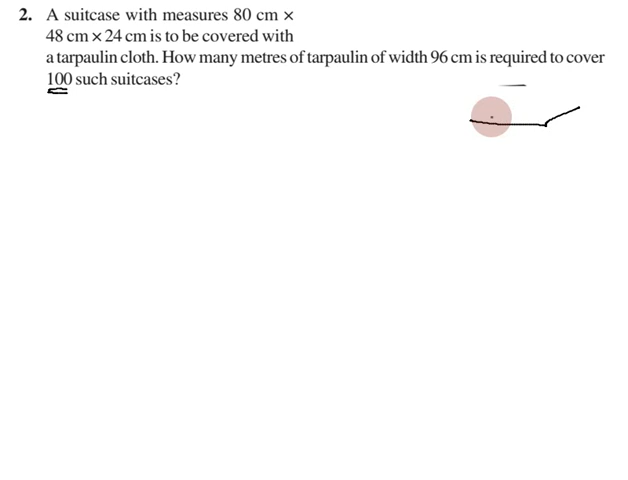 2. A suitcase with measures 80 cm ×
48 cm × 24 cm is to be covered with
a tarpaulin cloth. How many metres of tarpaulin of width 96 cm is required to cover
100 such suitcases?